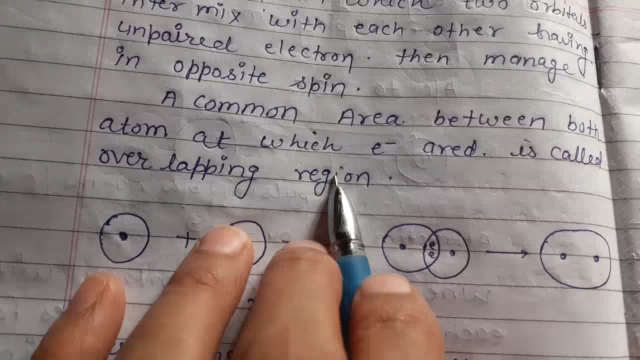 inter mix with each other having
unpaired electron. then manage
in opposite spin.
A common Area between both
atom at which e- ared. is called
over lapping region.